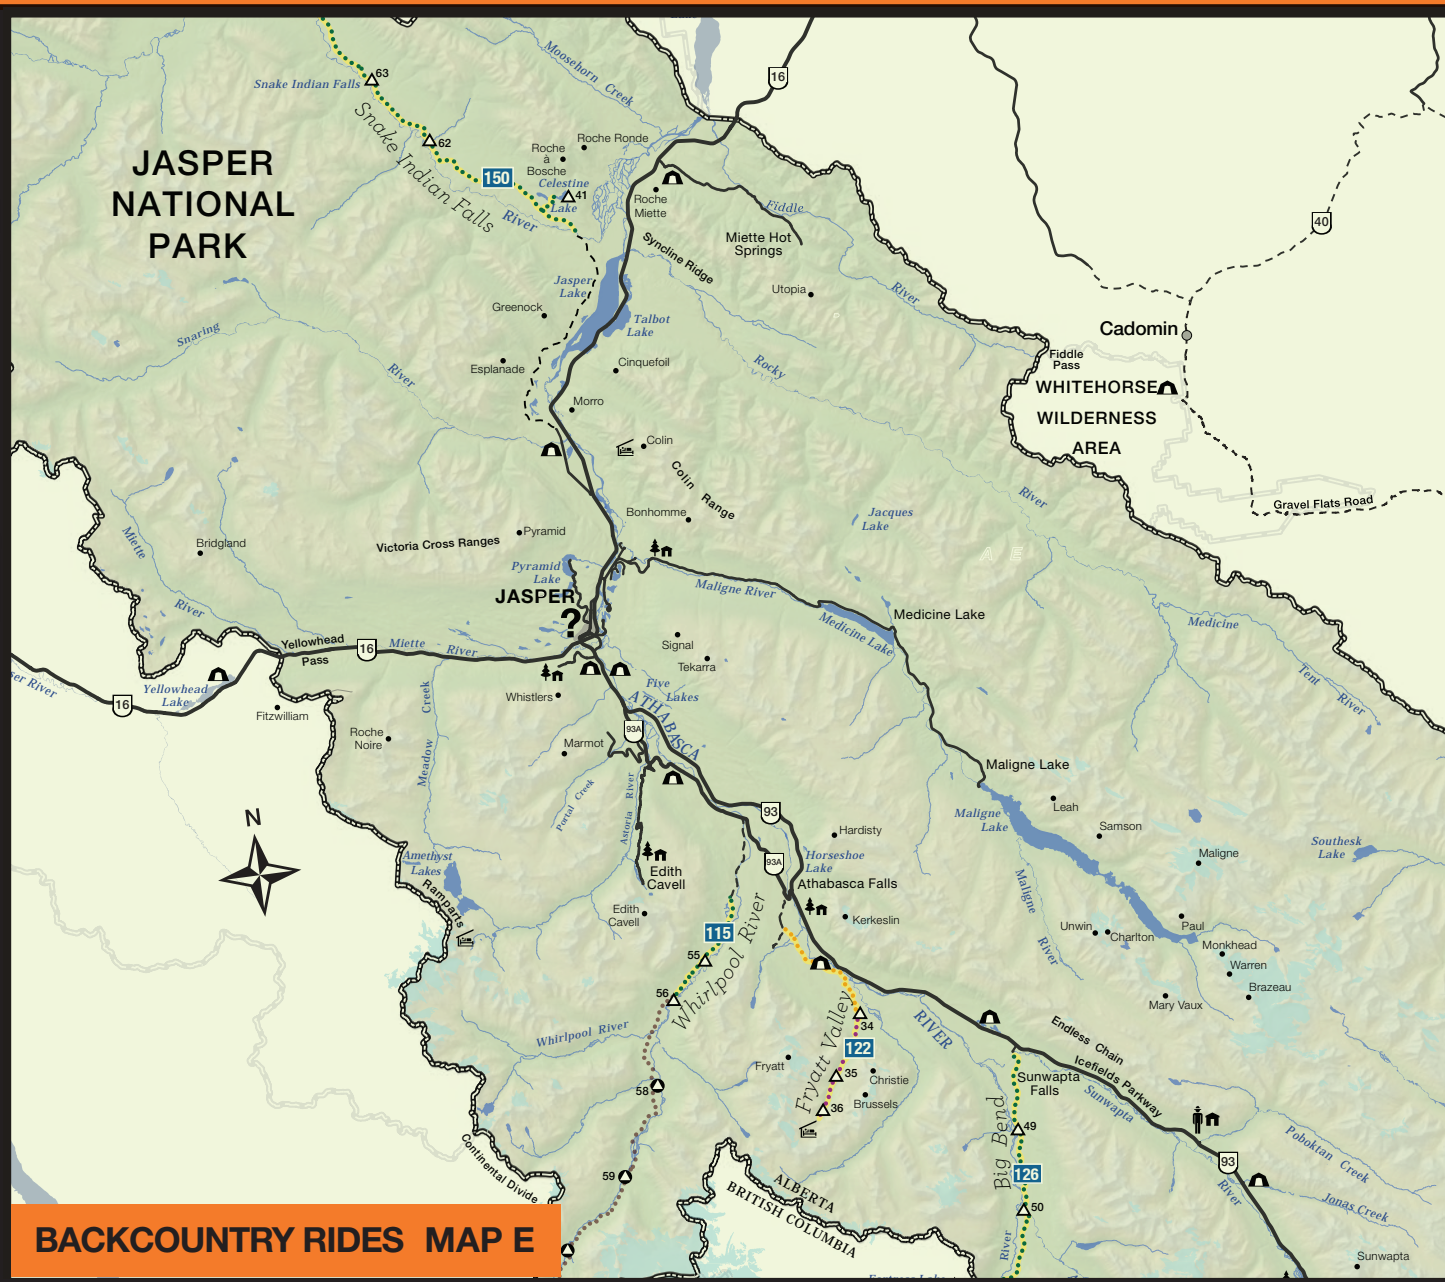 16
Moosehorn
Creek
63
Snake Indian Falls
Snake Indian Falls
62
Roche Ronde
Roche
à
Bosche
JASPER
NATIONAL
PARK
150
Celestine
Lake
41
River
Roche
Miette
Fiddle
40
Miette Hot
Springs
Syncline Ridge
Jasper
Lake
Utopia
River
Greenock
Talbot
Lake
Snaring
Cadomin
Fiddle
Pass
Esplanade
Cinquefoil
Rocky
River
WHITEHORSE
WILDERNESS
AREA
Morro
Colin
Colin Range
River
Gravel Flats Road
Bonhomme
Jacques
Lake
Miette
Bridgland
Victoria Cross Ranges
Pyramid
A E
Pyramid
Lake
JASPER
?
Maligne River
River
Medicine Lake
Medicine Lake
Medicine
Yellowhead
Pass
16
Miette River
Signal
Tekarra
Tent
River
16
Yellowhead
Lake
Whistlers
Five
Lakes
Fitzwilliam
Meadow Creek
ATHABASCA
93A
Roche
Noire
Marmot
Maligne Lake
Portal Creek
Astoria River
93
Maligne
Lake
Leah
Samson
N
Hardisty
Southesk
Lake
Amethyst
Lakes
93A
Horseshoe
Lake
Maligne
Ramparts
Edith
Cavell
Athabasca Falls
Maligne
River
Edith
Cavell
Kerkeslin
115
Whirlpool River
Unwin
Charlton
Paul
Monkhead
55
Warren
Brazeau
56
Mary Vaux
Whirlpool River
34
RIVER
Endless Chain
Icefields Parkway
122
Fryatt Valley
Fryatt
35
Christie
Sunwapta
Falls
Sunwapta
58
36
Brussels
Big Bend
49
Poboktan Creek
Continental Divide
59
ALBERTA
BRITISH COLUMBIA
126
93
River
Jonas Creek
50
River
BACKCOUNTRY RIDES MAP E
Sunwapta